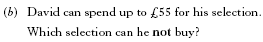 (b) David can spend up to £55 for his selection.
Which selection can he not buy?